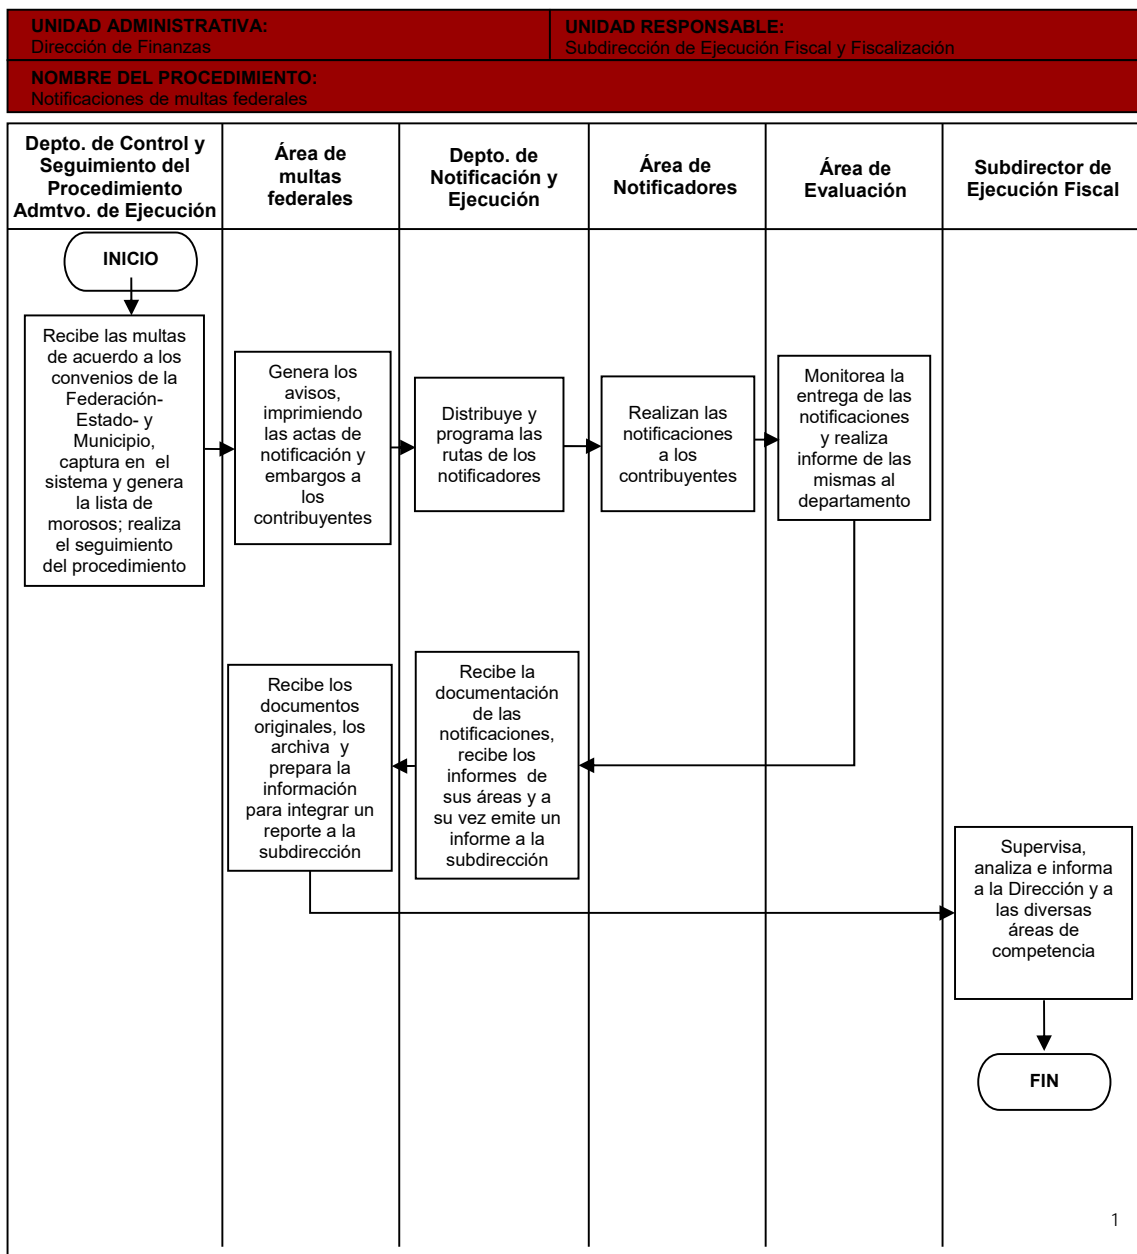 UNIDAD ADMINISTRATIVA:
Dirección de Finanzas
UNIDAD RESPONSABLE:
Subdirección de Ejecución Fiscal y Fiscalización
NOMBRE DEL PROCEDIMIENTO:
Notificaciones de multas federales
Depto. de Control y
Seguimiento del
Procedimiento
Admtvo. de Ejecución
Área de
multas
federales
Depto. de
Notificación y
Ejecución
Área de
Notificadores
Área de
Evaluación
Subdirector de
Ejecución Fiscal
INICIO
Recibe las multas
de acuerdo a los
convenios de la
Federación-
Estado- y
Municipio,
captura en el
sistema y genera
la lista de
morosos; realiza
el seguimiento
del procedimiento
Genera los
avisos,
imprimiendo
las actas de
notificación y
embargos a
los
contribuyentes
Distribuye y
programa las
rutas de los
notificadores
Realizan las
notificaciones
a los
contribuyentes
Monitorea la
entrega de las
notificaciones
y realiza
informe de las
mismas al
departamento
Recibe la
documentación
de las
notificaciones,
recibe los
informes de
sus áreas y a
su vez emite un
informe a la
subdirección
Recibe los
documentos
originales, los
archiva y
prepara la
información
para integrar un
reporte a la
subdirección
Supervisa,
analiza e informa
a la Dirección y a
las diversas
áreas de
competencia
FIN
1